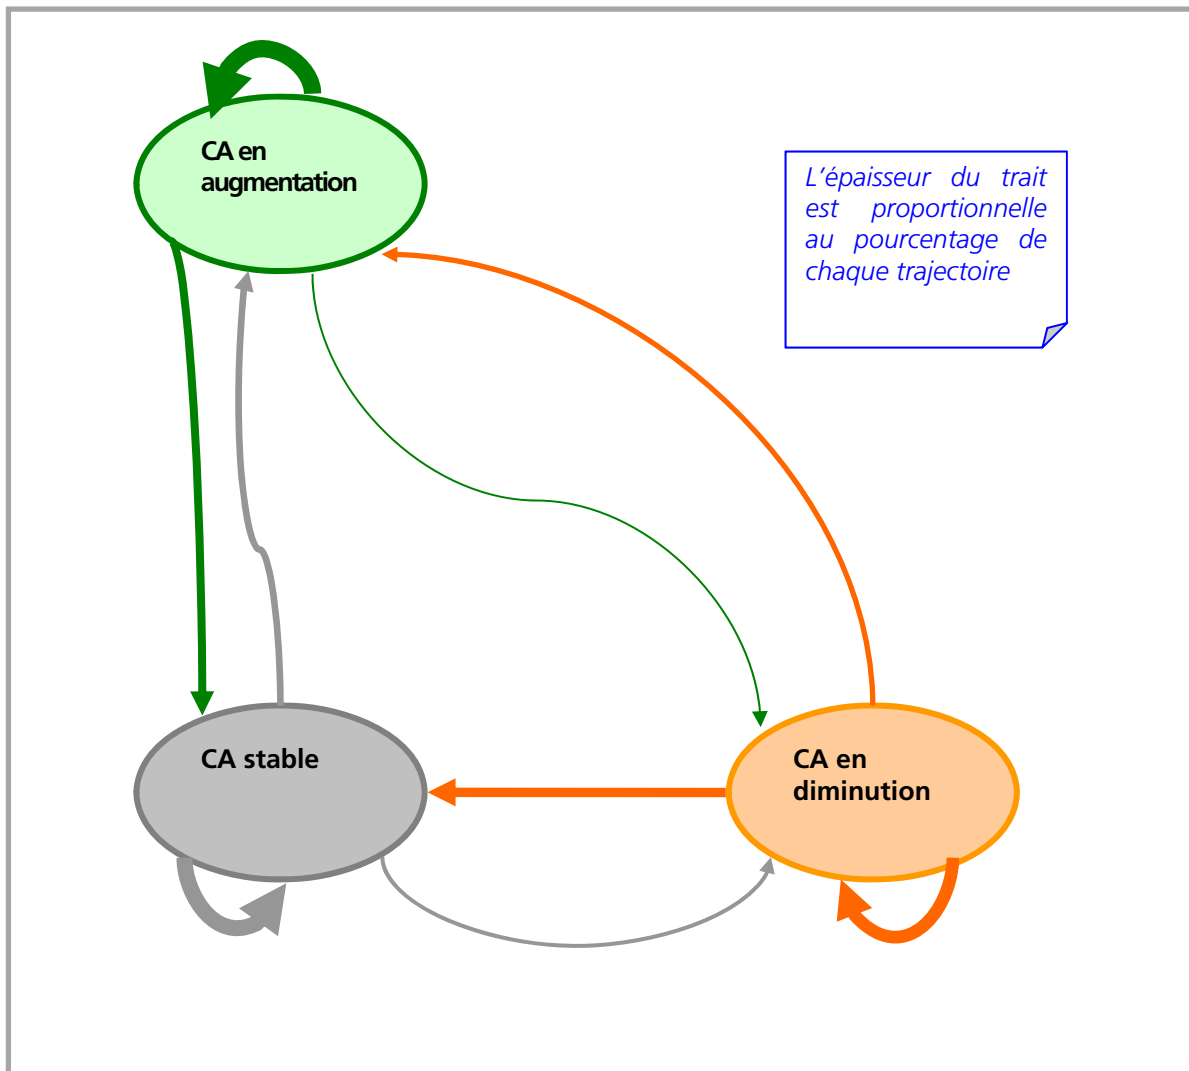 CA en
augmentation
L'épaisseur du trait
est proportionnelle
au pourcentage de
chaque trajectoire
CA stable
CA en
diminution